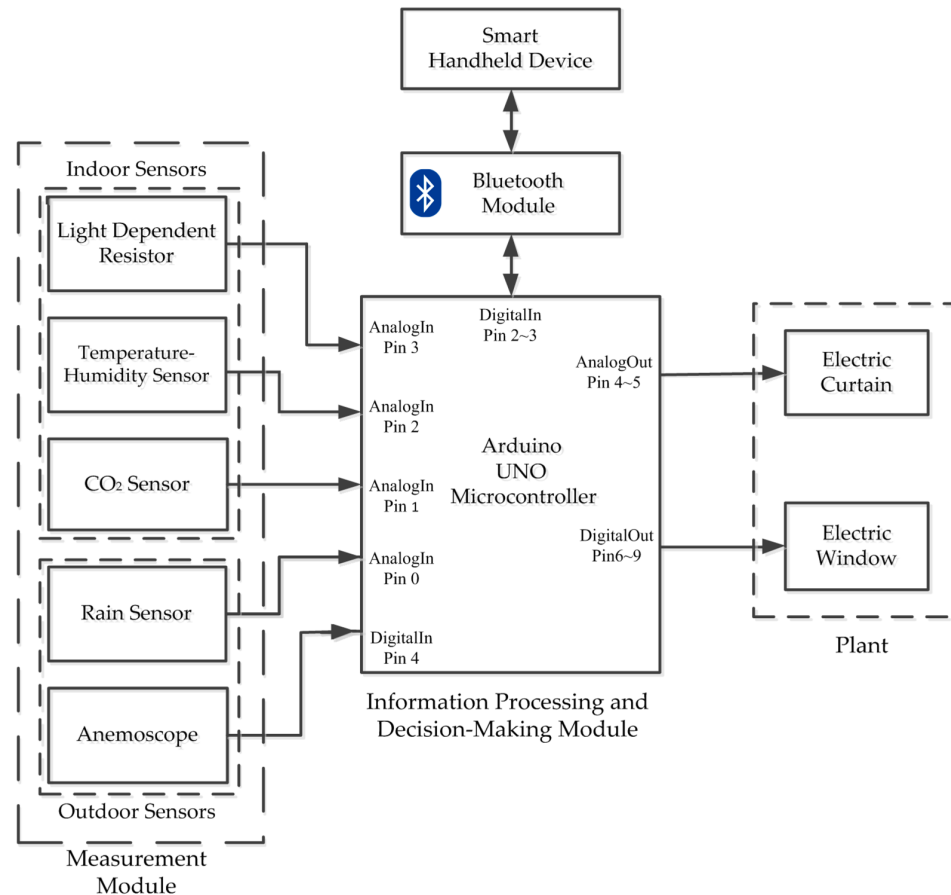 Smart
Handheld Device
Bluetooth
Module
Indoor Sensors
Light Dependent
Resistor
Temperature-
Humidity Sensor
CO₂ Sensor
Rain Sensor
Anemoscope
Outdoor Sensors
Measurement
Module
DigitalIn
Pin 2~3
AnalogIn
Pin 3
AnalogIn
Pin 2
AnalogIn
Pin 1
AnalogIn
Pin 0
DigitalIn
Pin 4
Arduino
UNO
Microcontroller
AnalogOut
Pin 4~5
DigitalOut
Pin6~9
Information Processing and
Decision-Making Module
Electric
Curtain
Electric
Window
Plant